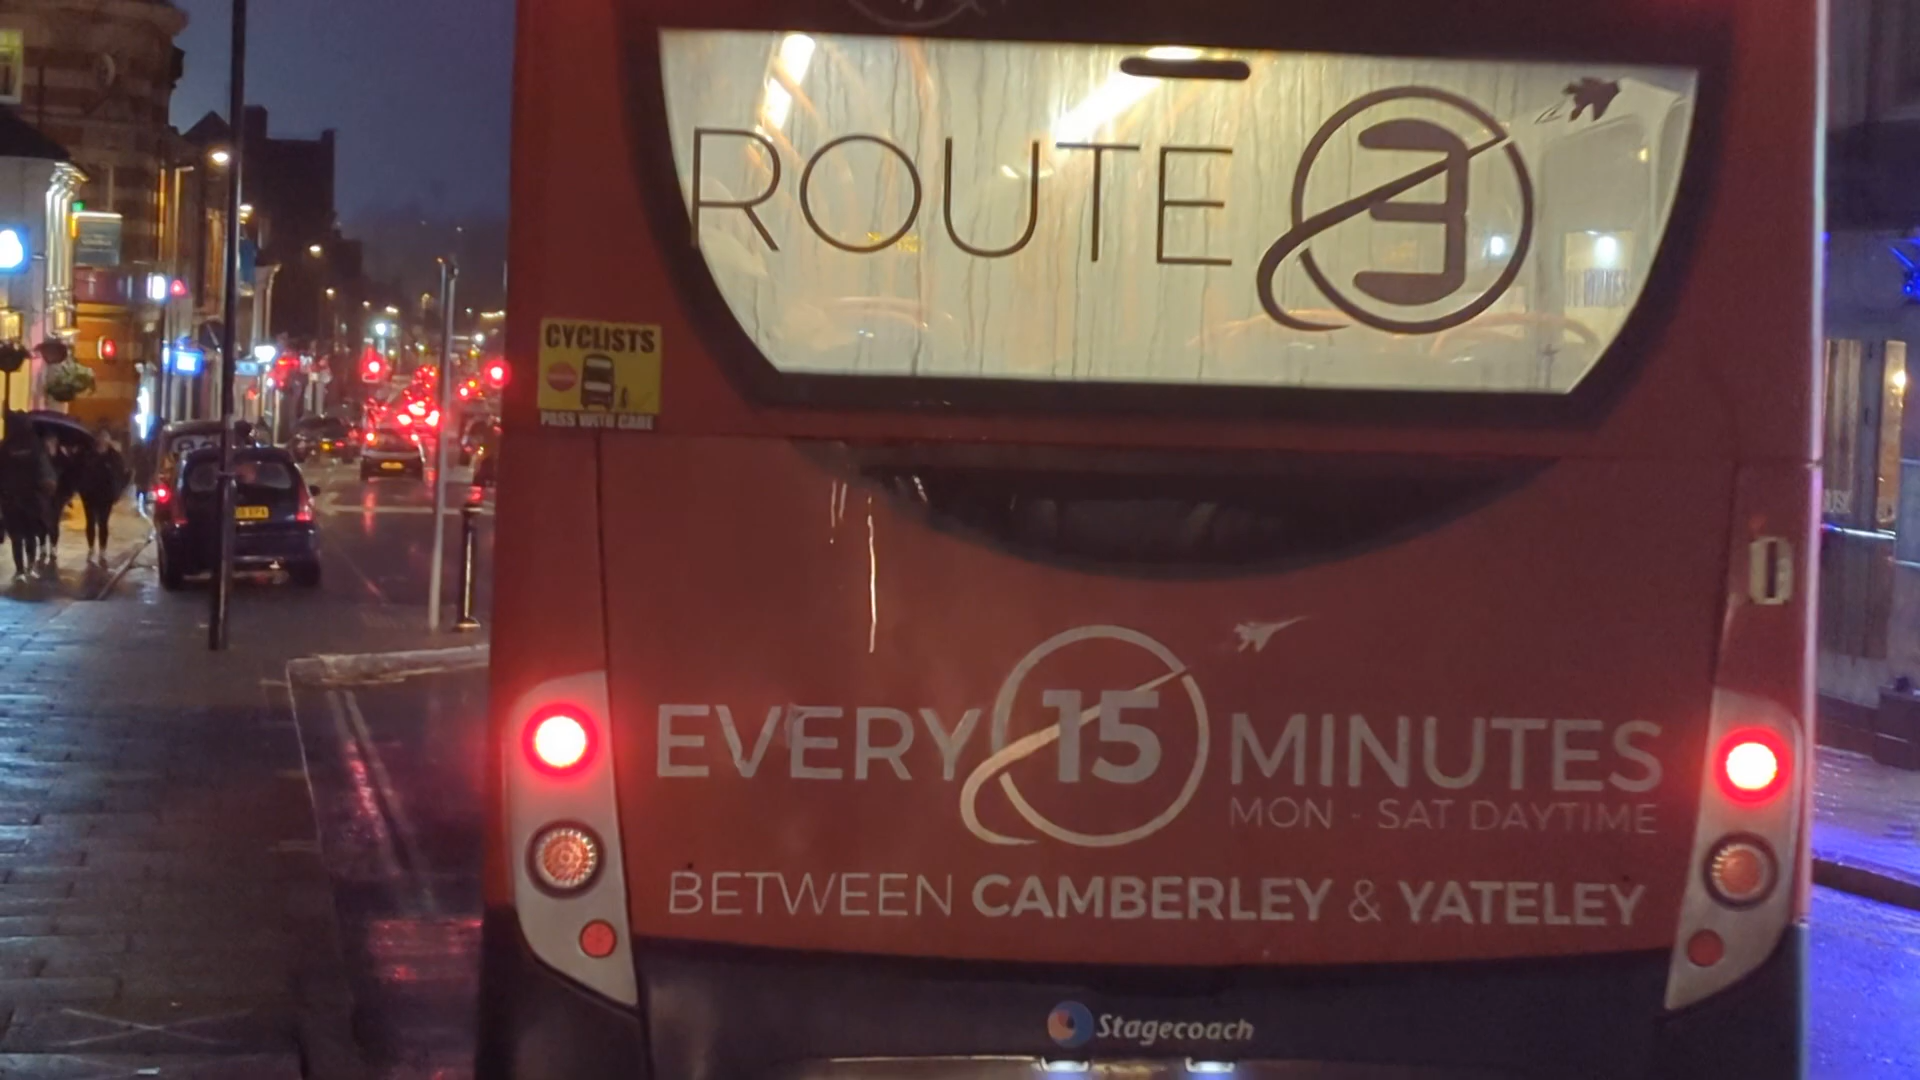 ROUTE 3
CYCLISTS
PASS WITH CARE
EVERY 15 MINUTES
MON - SAT DAYTIME
BETWEEN CAMBERLEY & YATELEY
Stagecoach